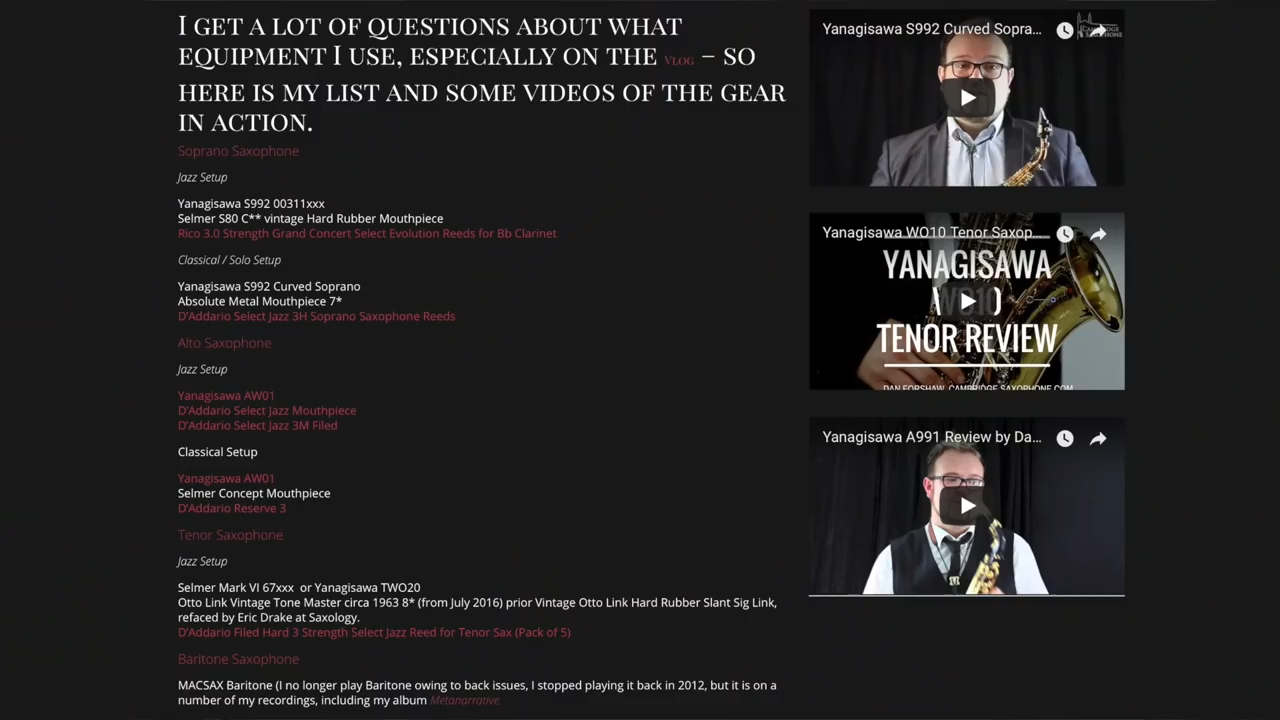 I GET A LOT OF QUESTIONS ABOUT WHAT
EQUIPMENT I USE, ESPECIALLY ON THE VLOG – SO
HERE IS MY LIST AND SOME VIDEOS OF THE GEAR
IN ACTION.
Soprano Saxophone
Jazz Setup
Yanagisawa S992 00311xxx
Selmer S80 C** vintage Hard Rubber Mouthpiece
Rico 3.0 Strength Grand Concert Select Evolution Reeds for Bb Clarinet
Classical / Solo Setup
Yanagisawa S992 Curved Soprano
Absolute Metal Mouthpiece 7*
D'Addario Select Jazz 3H Soprano Saxophone Reeds
Alto Saxophone
Jazz Setup
Yanagisawa AW01
D'Addario Select Jazz Mouthpiece
D'Addario Select Jazz 3M Filed
Classical Setup
Yanagisawa AW01
Selmer Concept Mouthpiece
D'Addario Reserve 3
Tenor Saxophone
Jazz Setup
Selmer Mark VI 67xxx or Yanagisawa TWO20
Otto Link Vintage Tone Master circa 1963 8* (from July 2016) prior Vintage Otto Link Hard Rubber Slant Sig Link,
refaced by Eric Drake at Saxology.
D'Addario Filed Hard 3 Strength Select Jazz Reed for Tenor Sax (Pack of 5)
Baritone Saxophone
MACSAX Baritone (I no longer play Baritone owing to back issues, I stopped playing it back in 2012, but it is on a
number of my recordings, including my album Metanarrative
Yanagisawa S992 Curved Sopra...
Yanagisawa WO10 Tenor Saxop...
YANAGISAWA
WO10
TENOR REVIEW
DAN FORSHAW, CAMBRIDGE SAXOPHONE.COM
Yanagisawa A991 Review by Da...